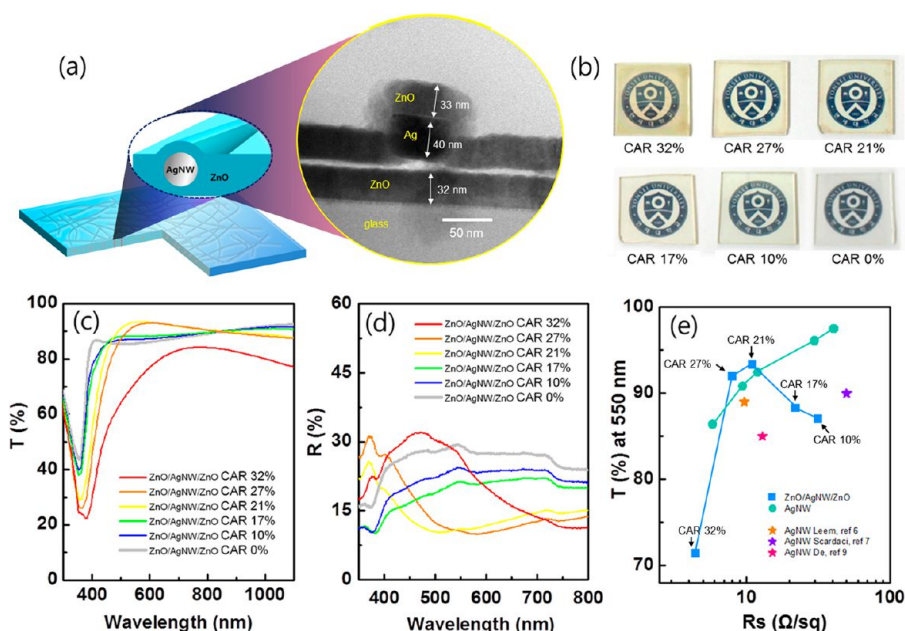 (a)
AgNW
ZnO
ZnO
33 nm
Ag
40 nm
ZnO
32 nm
glass
50 nm
(b)
CAR 32%
CAR 27%
CAR 21%
CAR 17%
CAR 10%
CAR 0%
(c)
100
80
60
40
20
0
T (%)
300
500
700
900
1100
Wavelength (nm)
ZnO/AgNW/ZnO CAR 32%
ZnO/AgNW/ZnO CAR 27%
ZnO/AgNW/ZnO CAR 21%
ZnO/AgNW/ZnO CAR 17%
ZnO/AgNW/ZnO CAR 10%
ZnO/AgNW/ZnO CAR 0%
(d)
60
45
30
15
0
R (%)
400
500
600
700
800
Wavelength (nm)
ZnO/AgNW/ZnO CAR 32%
ZnO/AgNW/ZnO CAR 27%
ZnO/AgNW/ZnO CAR 21%
ZnO/AgNW/ZnO CAR 17%
ZnO/AgNW/ZnO CAR 10%
ZnO/AgNW/ZnO CAR 0%
(e)
100
90
80
70
T (%) at 550 nm
10
100
Rs (Ω/sq)
CAR 21%
CAR 27%
CAR 17%
CAR 10%
CAR 32%
ZnO/AgNW/ZnO
AgNW
AgNW Leem, ref 6
AgNW Scardaci, ref 7
AgNW De, ref 9